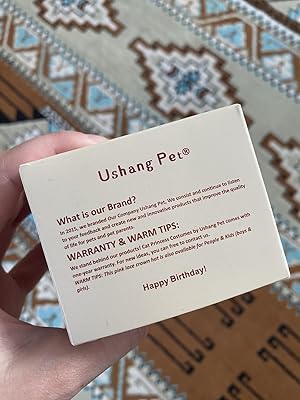 Ushang Pet®
What is our Brand?
In 2015, we branded Our Company Ushang Pet, We consist and continue to listen
to your feedback and create new and innovative products that improve the quality
of life for pets and pet parents.
WARRANTY & WARM TIPS:
We stand behind our products! Cat Princess Costumes by Ushang Pet comes with
one-year warranty. For new ideas, you can free to contact us.
WARM TIPS: This pink lace crown hat is also available for People & Kids (boys &
girls).
Happy Birthday!